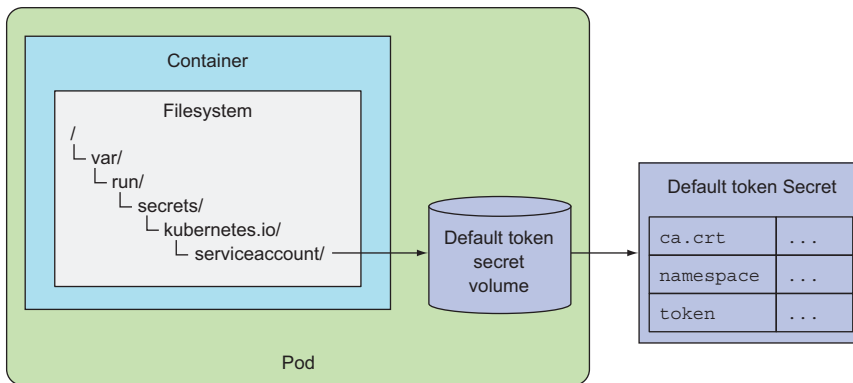 Container
Filesystem
/
var/
run/
secrets/
kubernetes.io/
serviceaccount/
Default token
secret
volume
Pod
Default token Secret
ca.crt ...
namespace ...
token ...